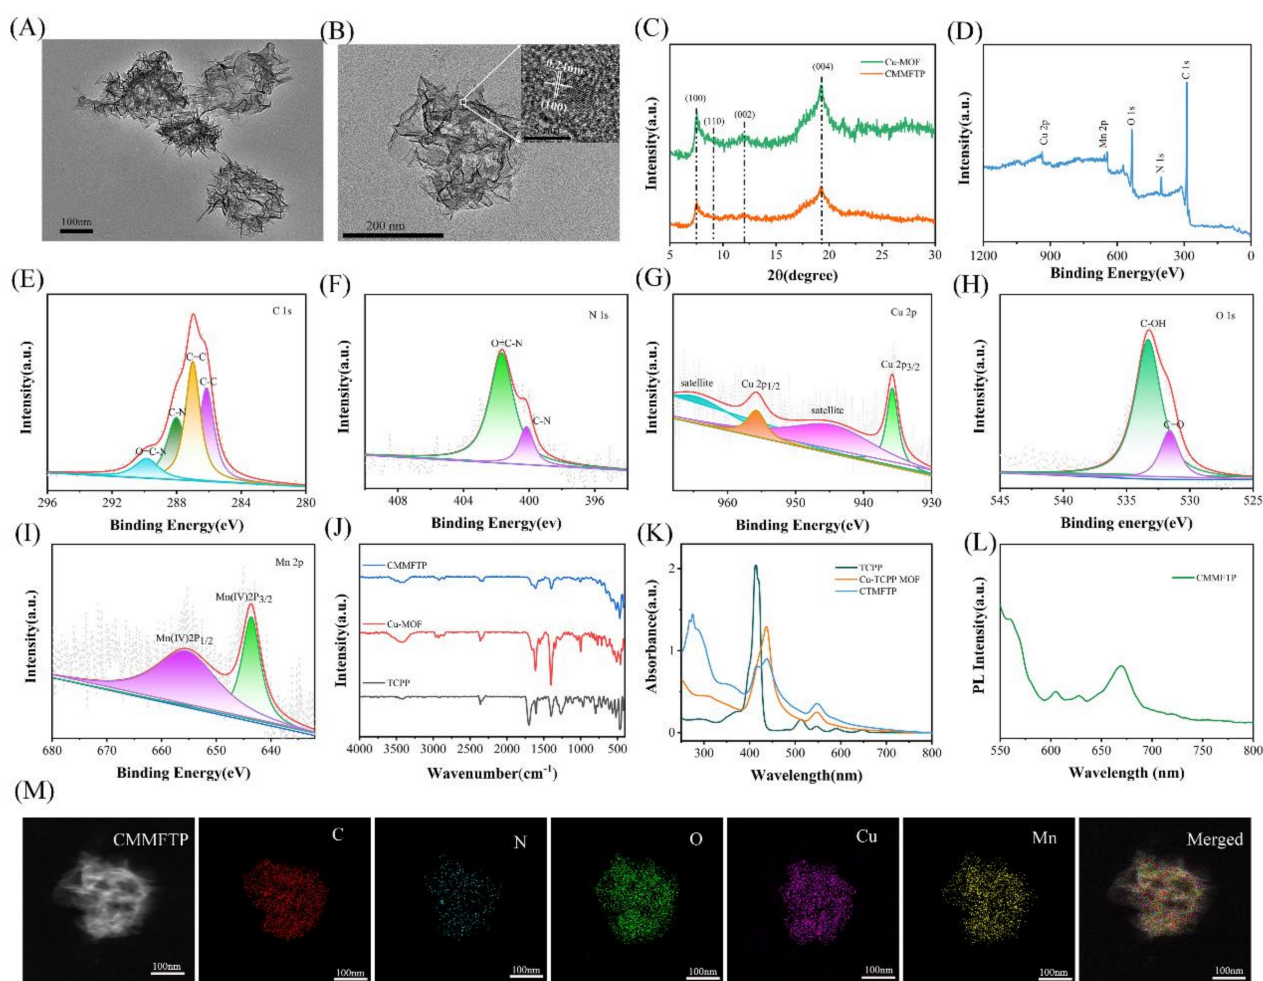 (A)
100nm
(B)
0.24nm
(100)
200 nm
(C)
Cu-MOF
CMMFTP
(004)
(100)
(110)
(002)
Intensity(a.u.)
5 10 15 20 25 30
2θ(degree)
(D)
C 1s
O 1s
Mn 2p
Cu 2p
N 1s
Intensity(a.u.)
1200 900 600 300 0
Binding Energy(eV)
(E)
C 1s
C=C
C-C
C-N
O=C-N
Intensity(a.u.)
296 292 288 284 280
Binding Energy(eV)
(F)
N 1s
O=C-N
C-N
Intensity(a.u.)
408 404 400 396
Binding Energy(ev)
(G)
Cu 2p
Cu 2p3/2
satellite
Cu 2p1/2
satellite
Intensity(a.u.)
960 950 940 930
Binding Energy(eV)
(H)
O 1s
C-OH
C=O
Intensity(a.u.)
545 540 535 530 525
Binding energy(eV)
(I)
Mn 2p
Mn(IV)2P3/2
Mn(IV)2P1/2
Intensity(a.u.)
680 660 640
Binding Energy(eV)
(J)
CMMFTP
Cu-MOF
TCPP
Intensity(a.u.)
4000 3500 3000 2500 2000 1500 1000 500
Wavenumber(cm-1)
(K)
TCPP
Cu-TCPP MOF
CTMFTP
Absorbance(a.u.)
2
1
0
300 400 500 600 700 800
Wavelength(nm)
(L)
CMMFTP
PL Intensity(a.u.)
550 600 650 700 750 800
Wavelength (nm)
(M)
CMMFTP
100nm
C
100nm
N
100nm
O
100nm
Cu
100nm
Mn
100nm
Merged
100nm